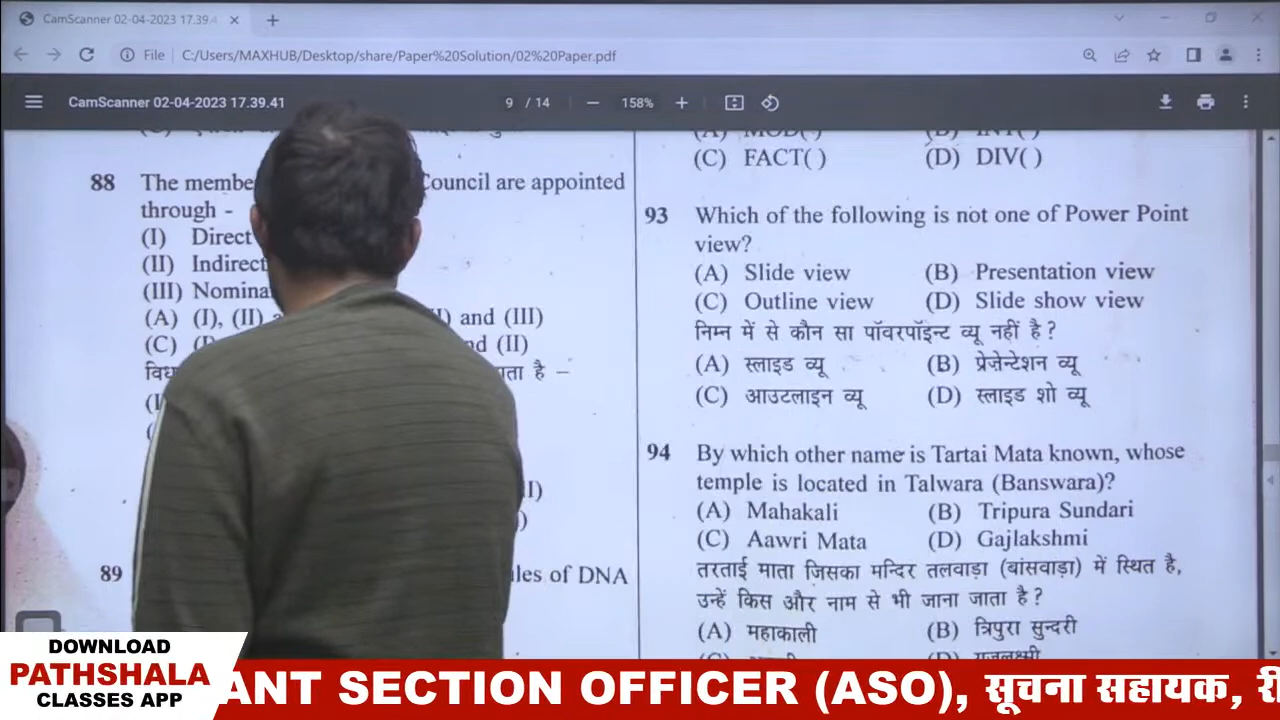 CamScanner 02-04-2023 17.39.4
File C:/Users/MAXHUB/Desktop/share/Paper%20Solution/02%20Paper.pdf
CamScanner 02-04-2023 17.39.41
9 / 14
158%
88 The membe Council are appointed
through -
(I) Direct
(II) Indirect
(III) Nomina
(A) (I), (II) and (III)
(C) nd (II)
विध ता है –
89 les of DNA
(A) MOD( ) (B) INT( )
(C) FACT( ) (D) DIV( )
93 Which of the following is not one of Power Point
view?
(A) Slide view (B) Presentation view
(C) Outline view (D) Slide show view
निम्न में से कौन सा पॉवरपॉइन्ट व्यू नहीं है ?
(A) स्लाइड व्यू (B) प्रेज़ेन्टेशन व्यू
(C) आउटलाइन व्यू (D) स्लाइड शो व्यू
94 By which other name is Tartai Mata known, whose
temple is located in Talwara (Banswara)?
(A) Mahakali (B) Tripura Sundari
(C) Aawri Mata (D) Gajlakshmi
तरताई माता जिसका मन्दिर तलवाड़ा (बांसवाड़ा) में स्थित है,
उन्हें किस और नाम से भी जाना जाता है ?
(A) महाकाली (B) त्रिपुरा सुन्दरी
(D) गजलक्ष्मी
DOWNLOAD
PATHSHALA
CLASSES APP
ANT SECTION OFFICER (ASO), सूचना सहायक, री